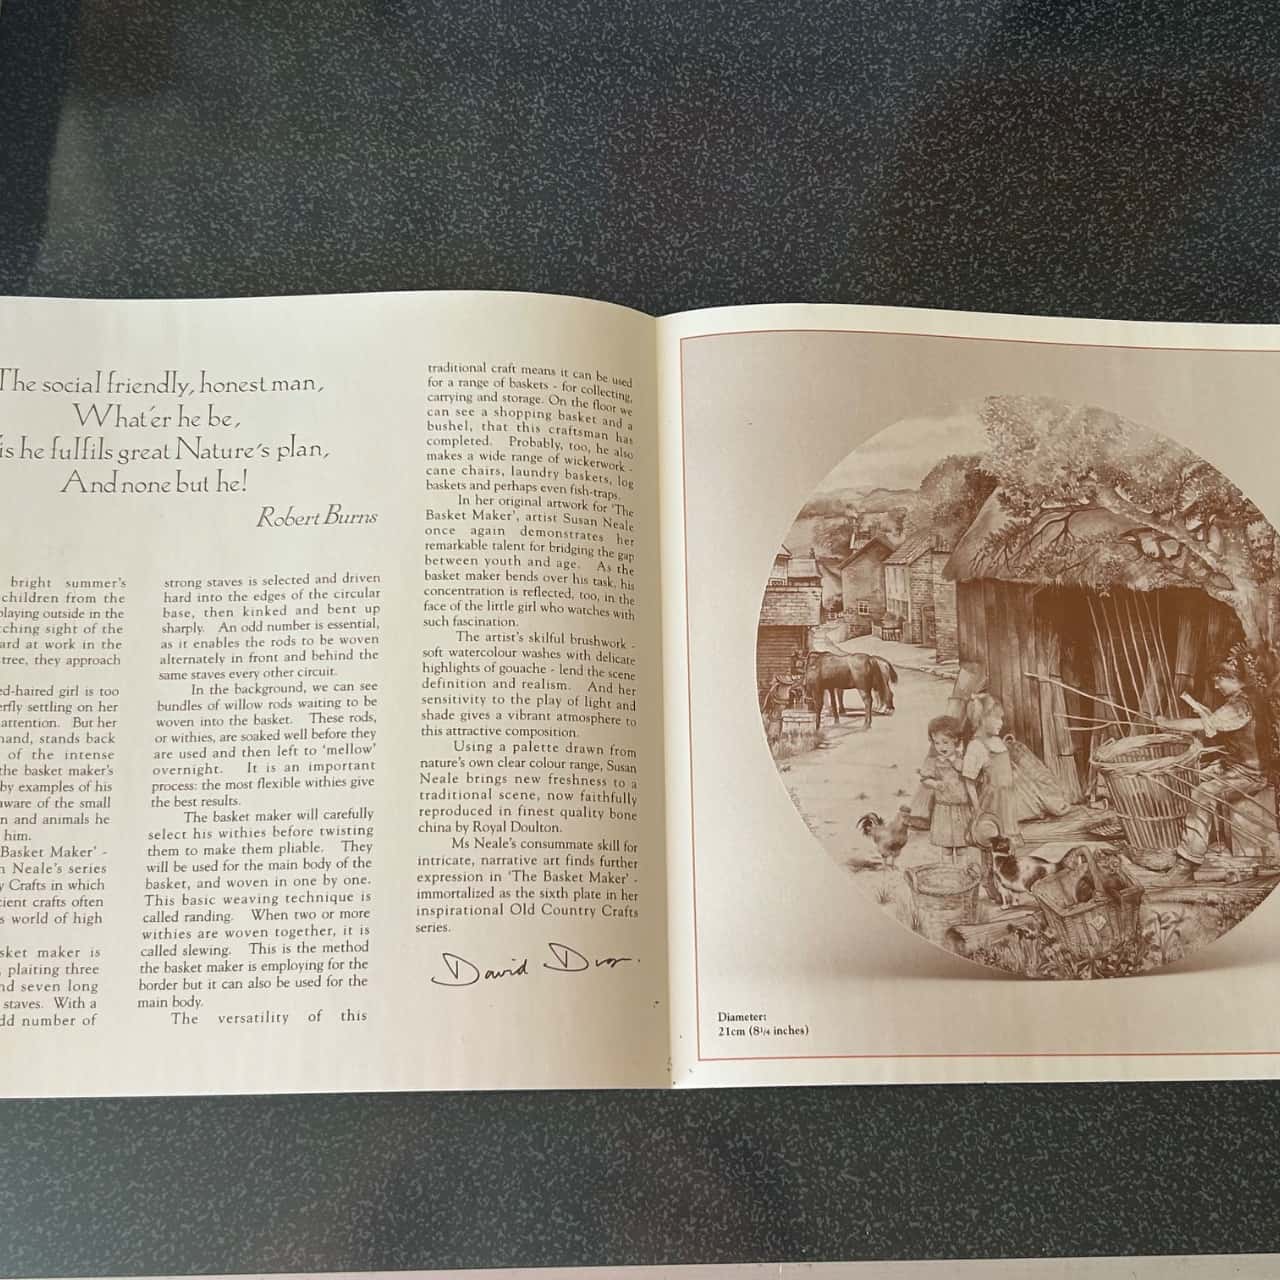 The social friendly, honest man,
What'er he be,
is he fulfils great Nature's plan,
And none but he!
Robert Burns
bright summer's
children from the
playing outside in the
tching sight of the
ard at work in the
tree, they approach
ed-haired girl is too
erfly settling on her
attention. But her
hand, stands back
of the intense
the basket maker's
by examples of his
aware of the small
n and animals he
him.
Basket Maker' -
n Neale's series
y Crafts in which
cient crafts often
s world of high
sket maker is
, plaiting three
nd seven long
staves. With a
dd number of
strong staves is selected and driven
hard into the edges of the circular
base, then kinked and bent up
sharply. An odd number is essential,
as it enables the rods to be woven
alternately in front and behind the
same staves every other circuit.
In the background, we can see
bundles of willow rods waiting to be
woven into the basket. These rods,
or withies, are soaked well before they
are used and then left to 'mellow'
overnight. It is an important
process: the most flexible withies give
the best results.
The basket maker will carefully
select his withies before twisting
them to make them pliable. They
will be used for the main body of the
basket, and woven in one by one.
This basic weaving technique is
called randing. When two or more
withies are woven together, it is
called slewing. This is the method
the basket maker is employing for the
border but it can also be used for the
main body.
The versatility of this
traditional craft means it can be used
for a range of baskets - for collecting,
carrying and storage. On the floor we
can see a shopping basket and a
bushel, that this craftsman has
completed. Probably, too, he also
makes a wide range of wickerwork -
cane chairs, laundry baskets, log
baskets and perhaps even fish-traps.
In her original artwork for 'The
Basket Maker', artist Susan Neale
once again demonstrates her
remarkable talent for bridging the gap
between youth and age. As the
basket maker bends over his task, his
concentration is reflected, too, in the
face of the little girl who watches with
such fascination.
The artist's skilful brushwork -
soft watercolour washes with delicate
highlights of gouache - lend the scene
definition and realism. And her
sensitivity to the play of light and
shade gives a vibrant atmosphere to
this attractive composition.
Using a palette drawn from
nature's own clear colour range, Susan
Neale brings new freshness to a
traditional scene, now faithfully
reproduced in finest quality bone
china by Royal Doulton.
Ms Neale's consummate skill for
intricate, narrative art finds further
expression in 'The Basket Maker' -
immortalized as the sixth plate in her
inspirational Old Country Crafts
series.
David
Diameter:
21cm (8¼ inches)